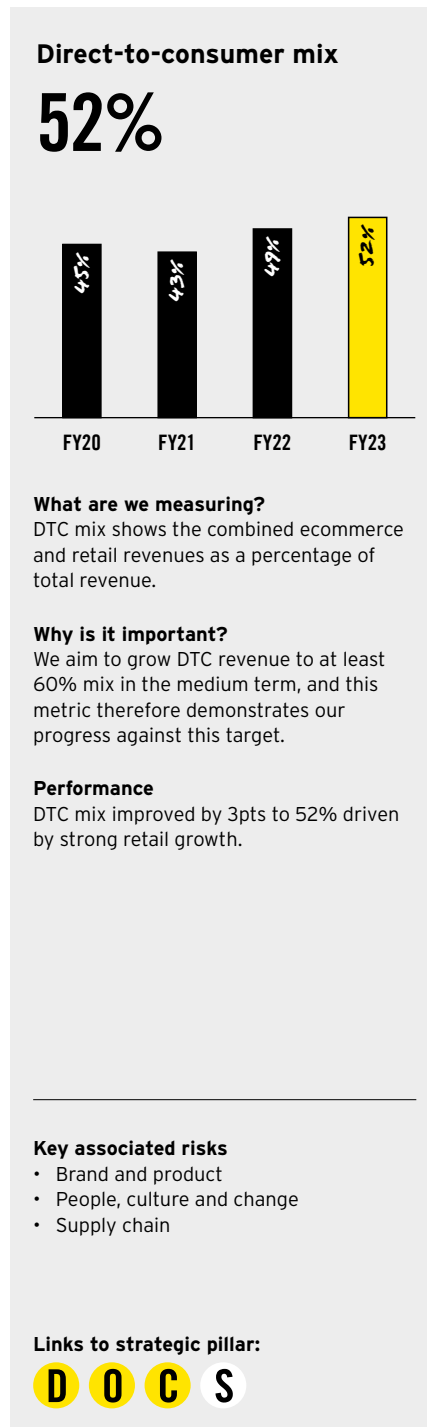 Direct-to-consumer mix
52%
45% 43% 49% 52%
FY20 FY21 FY22 FY23
What are we measuring?
DTC mix shows the combined ecommerce
and retail revenues as a percentage of
total revenue.
Why is it important?
We aim to grow DTC revenue to at least
60% mix in the medium term, and this
metric therefore demonstrates our
progress against this target.
Performance
DTC mix improved by 3pts to 52% driven
by strong retail growth.
Key associated risks
• Brand and product
• People, culture and change
• Supply chain
Links to strategic pillar:
D O C S